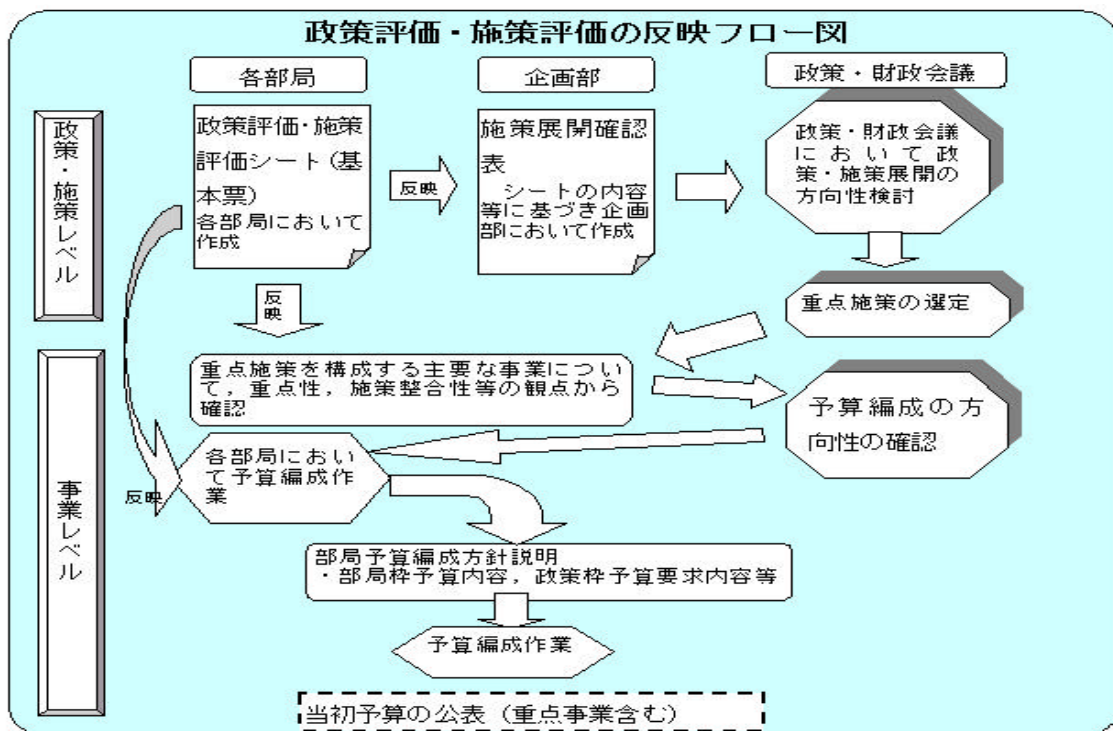 政策評価・施策評価の反映フロー図
各部局
企画部
政策・財政会議
政策・施策レベル
政策評価・施策
評価シート（基
本票）
各部局において
作成
反映
施策展開確認
表
シートの内容
等に基づき企画
部において作成
政策・財政会議
において政
策・施策展開の
方向性検討
反
映
重点施策の選定
事業レベル
重点施策を構成する主要な事業につい
て，重点性，施策整合性等の観点から
確認
予算編成の方
向性の確認
反映
各部局におい
て予算編成作
業
部局予算編成方針説明
・部局枠予算内容，政策枠予算要求内容等
予算編成作業
当初予算の公表（重点事業含む）